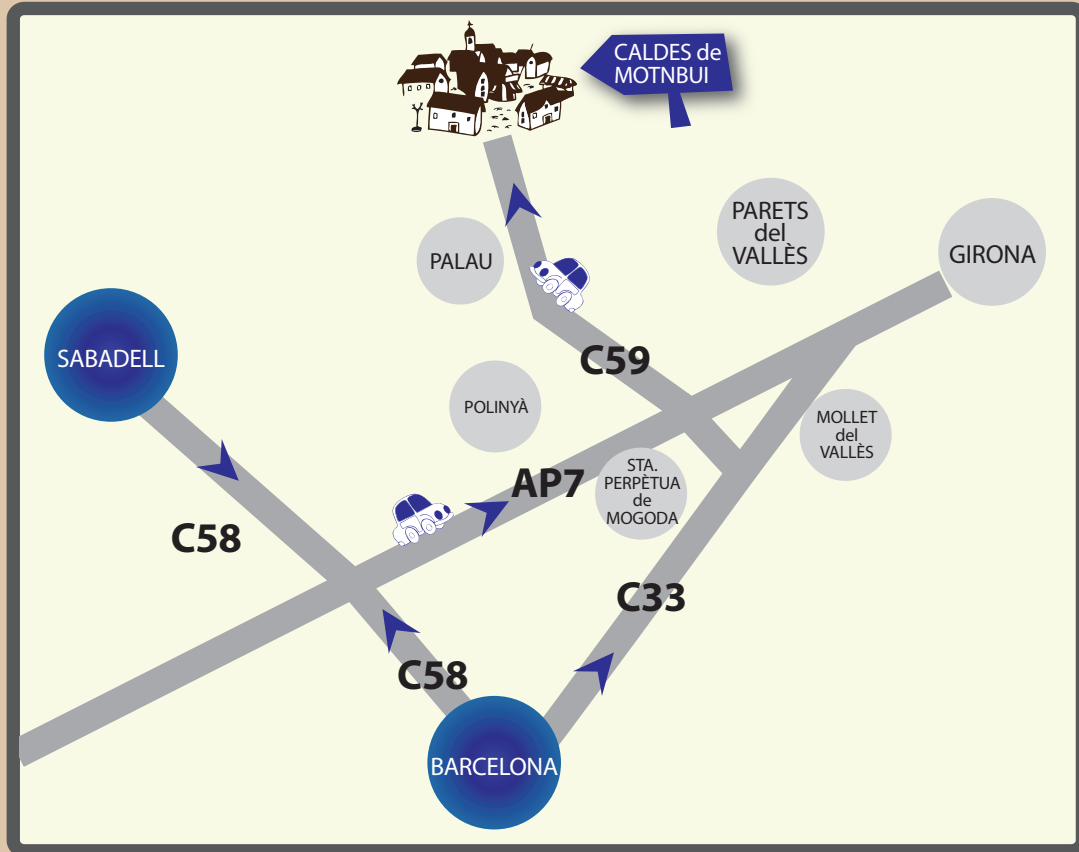 CALDES de
MOTNBUI
PARETS
del
VALLÈS
PALAU
GIRONA
SABADELL
C59
POLINYÀ
MOLLET
del
VALLÈS
STA.
PERPÈTUA
de
MOGODA
AP7
C58
C33
C58
BARCELONA